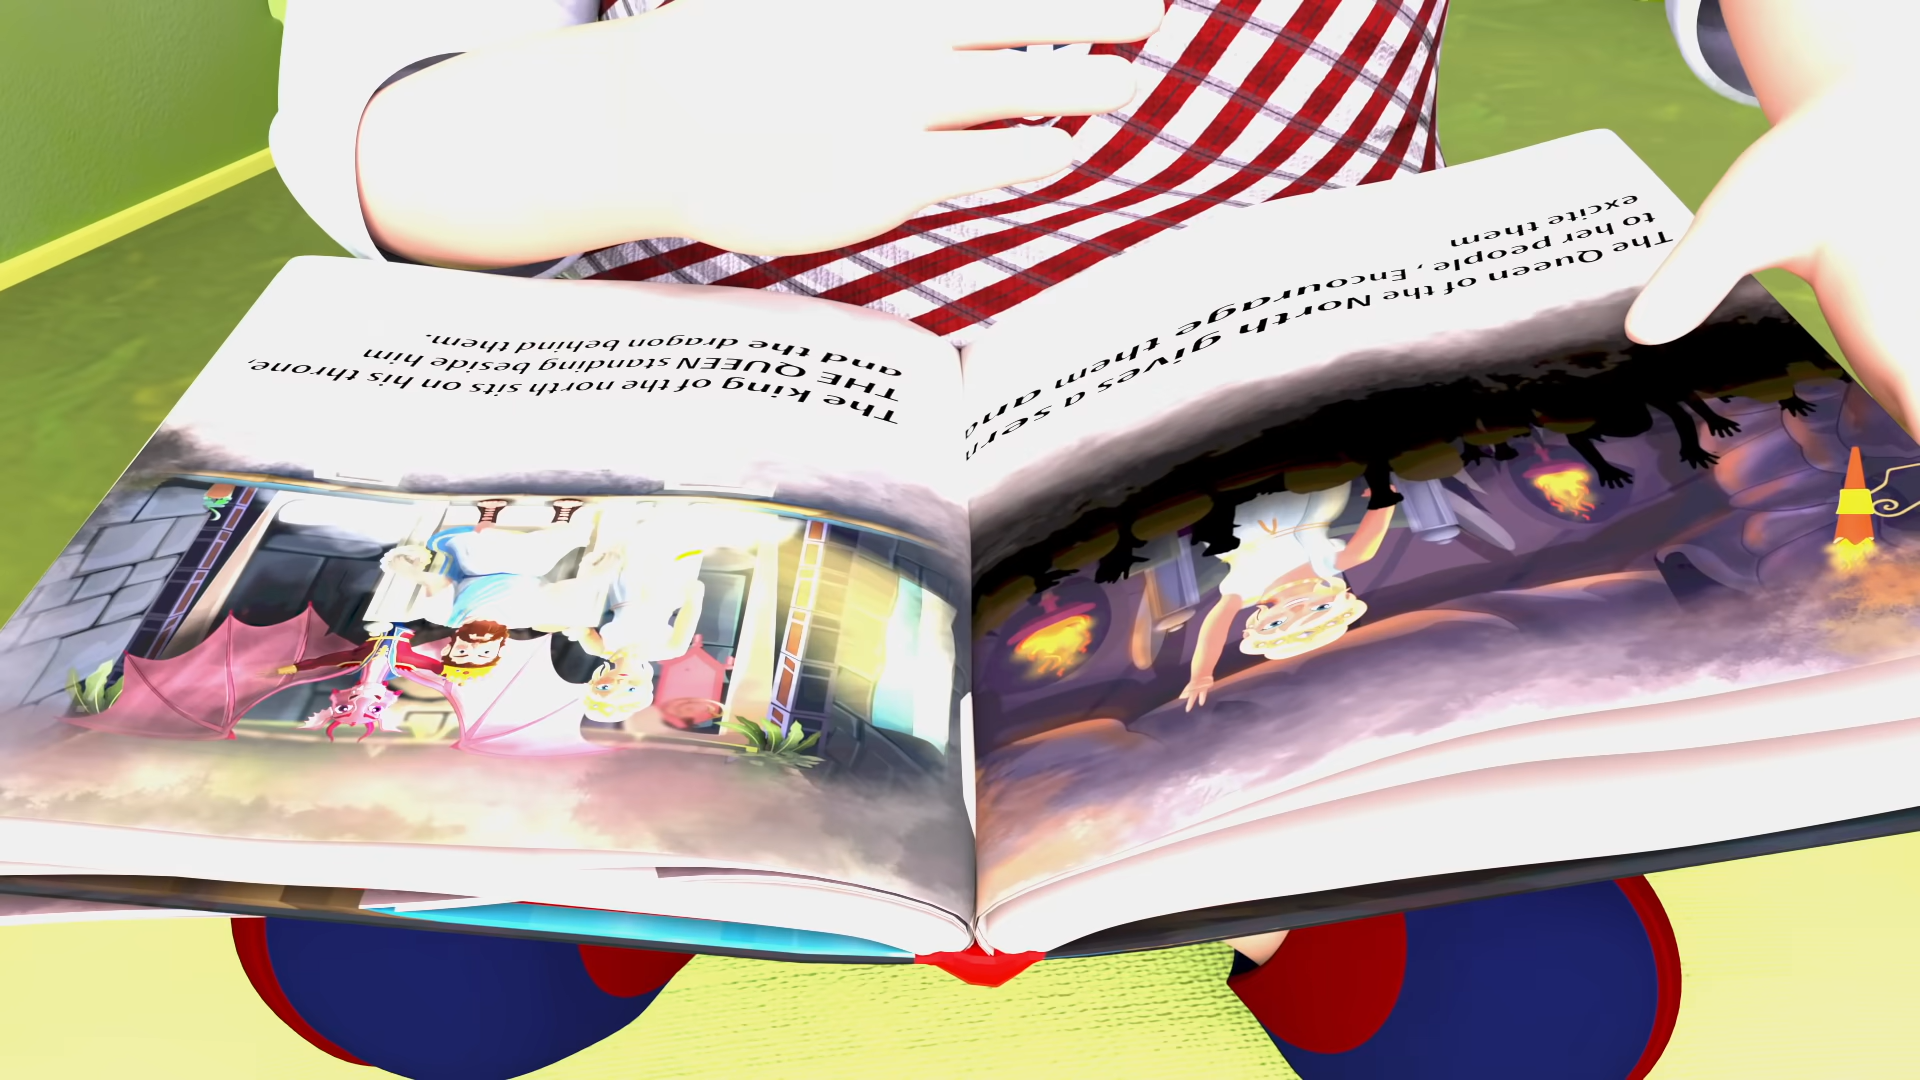 The Queen of the North gives a
to her people , Encourage them and
excite them
The king of the north sits on his throne,
THE QUEEN standing beside him
and the dragon behind them.